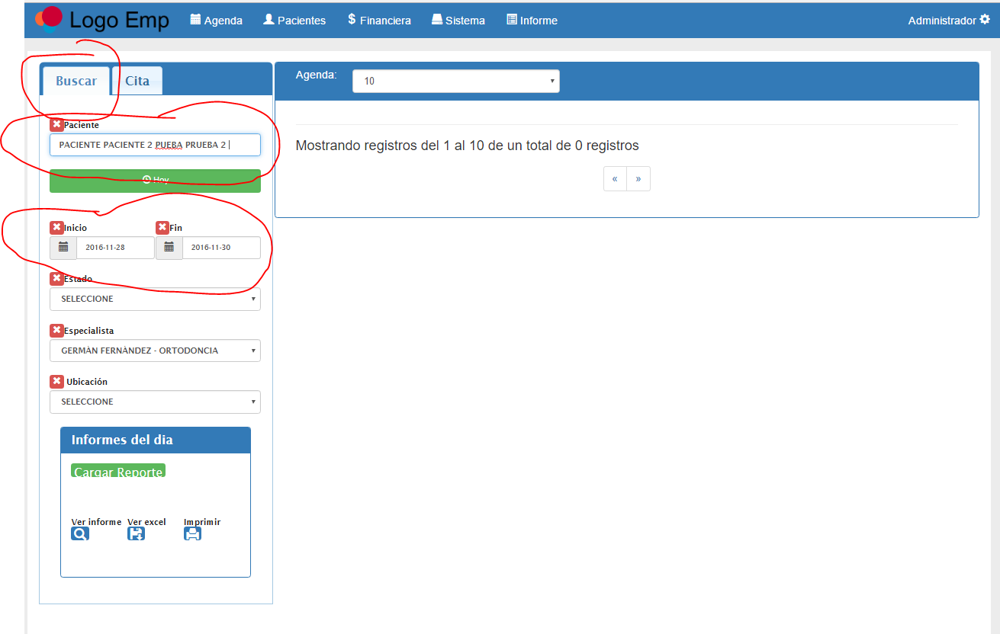 Logo Emp Agenda Pacientes $ Financiera Sistema Informe Administrador
Buscar Cita
Paciente
PACIENTE PACIENTE 2 PUEBA PRUEBA 2
Hoy
Inicio Fin
2016-11-28 2016-11-30
Estado
SELECCIONE
Especialista
GERMÁN FERNÁNDEZ - ORTODONCIA
Ubicación
SELECCIONE
Informes del dia
Cargar Reporte
Ver informe Ver excel Imprimir
Agenda: 10
Mostrando registros del 1 al 10 de un total de 0 registros
« »